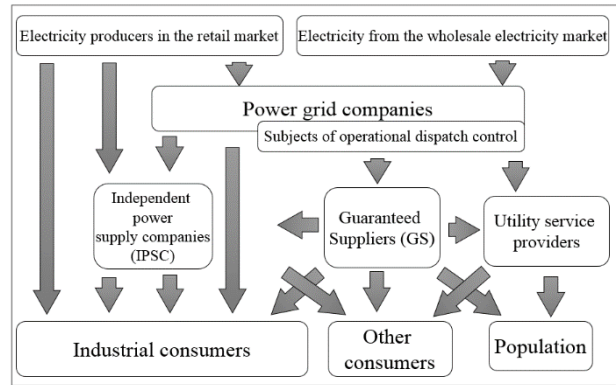 Electricity producers in the retail market
Electricity from the wholesale electricity market
Power grid companies
Subjects of operational dispatch control
Independent
power
supply companies
(IPSC)
Guaranteed
Suppliers (GS)
Utility service
providers
Industrial consumers
Other
consumers
Population